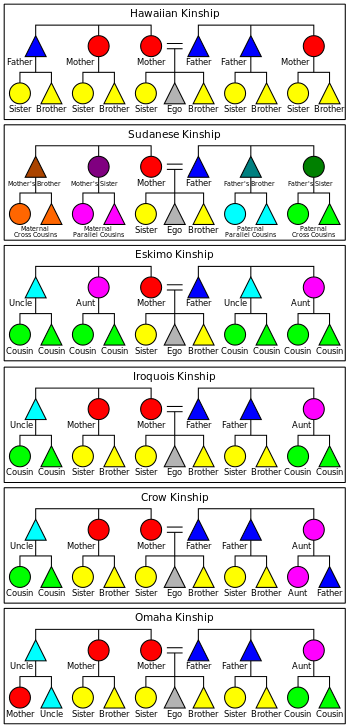 Hawaiian Kinship
Father Mother Mother Father Father Mother
Sister Brother Sister Brother Sister Ego Brother Sister Brother Sister Brother
Sudanese Kinship
Mother's Brother Mother's Sister Mother Father Father's Brother Father's Sister
Maternal Cross Cousins Maternal Parallel Cousins Sister Ego Brother Paternal Parallel Cousins Paternal Cross Cousins
Eskimo Kinship
Uncle Aunt Mother Father Uncle Aunt
Cousin Cousin Cousin Cousin Sister Ego Brother Cousin Cousin Cousin Cousin
Iroquois Kinship
Uncle Mother Mother Father Father Aunt
Cousin Cousin Sister Brother Sister Ego Brother Sister Brother Cousin Cousin
Crow Kinship
Uncle Mother Mother Father Father Aunt
Cousin Cousin Sister Brother Sister Ego Brother Sister Brother Aunt Father
Omaha Kinship
Uncle Mother Mother Father Father Aunt
Mother Uncle Sister Brother Sister Ego Brother Sister Brother Cousin Cousin